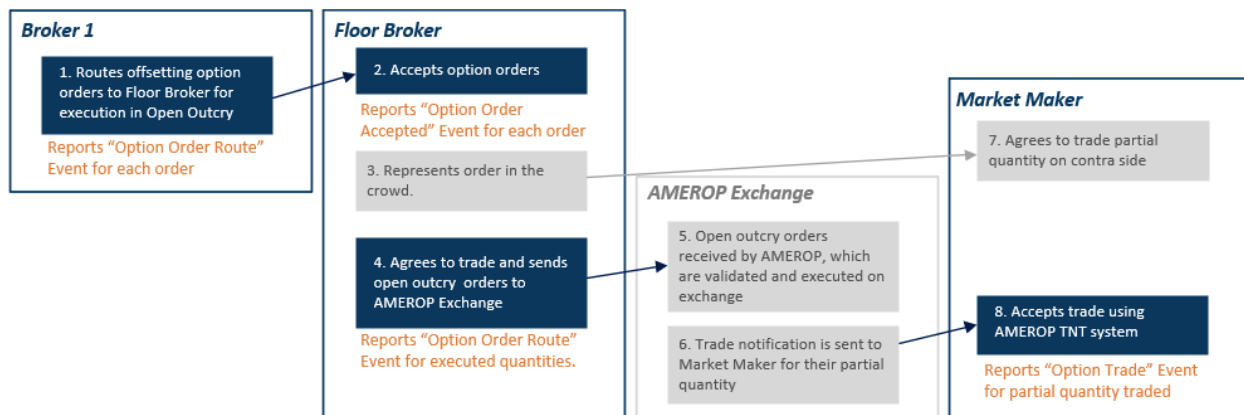 Broker 1
1. Routes offsetting option
orders to Floor Broker for
execution in Open Outcry
Reports “Option Order Route”
Event for each order
Floor Broker
2. Accepts option orders
Reports “Option Order
Accepted” Event for each order
3. Represents order in the
crowd.
4. Agrees to trade and sends
open outcry orders to
AMEROP Exchange
Reports “Option Order Route”
Event for executed quantities.
AMEROP Exchange
5. Open outcry orders
received by AMEROP, which
are validated and executed on
exchange
6. Trade notification is sent to
Market Maker for their partial
quantity
Market Maker
7. Agrees to trade partial
quantity on contra side
8. Accepts trade using
AMEROP TNT system
Reports “Option Trade” Event
for partial quantity traded